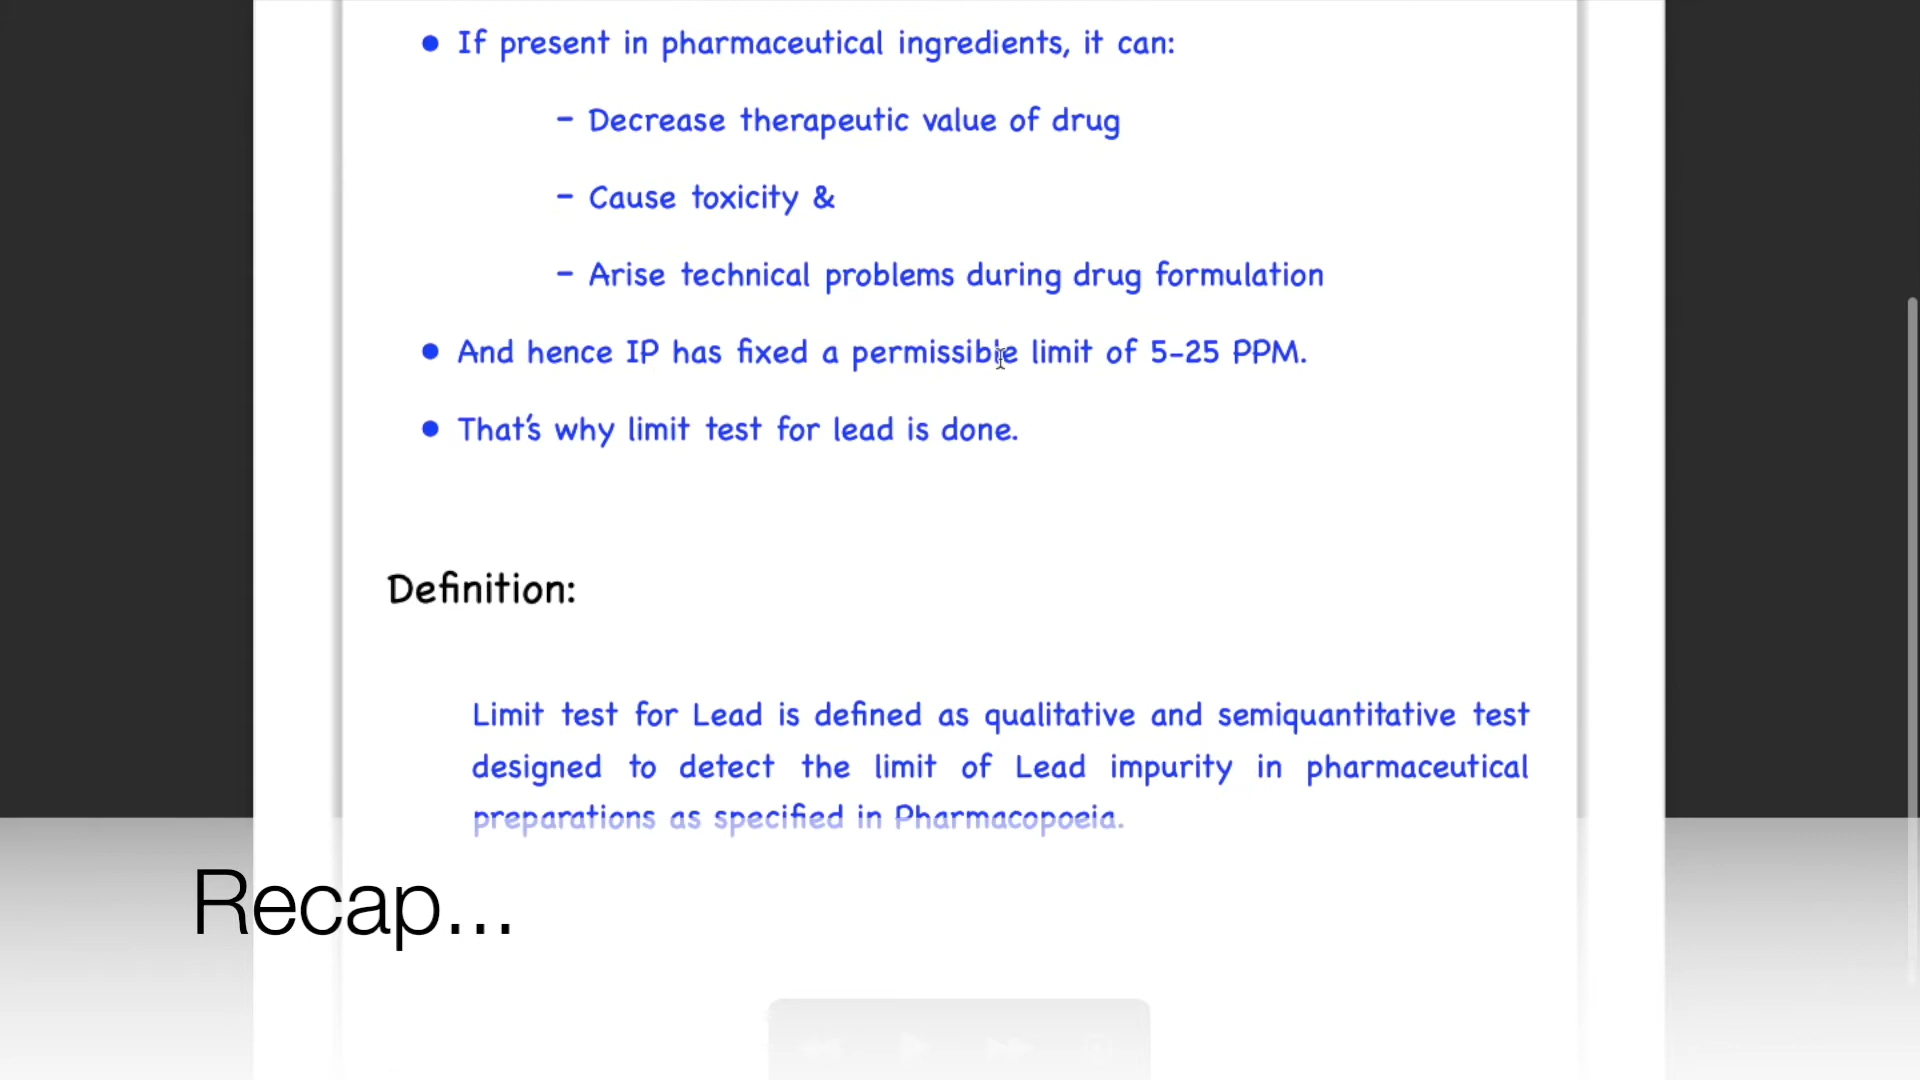 ● If present in pharmaceutical ingredients, it can:
– Decrease therapeutic value of drug
– Cause toxicity &
– Arise technical problems during drug formulation
● And hence IP has fixed a permissible limit of 5-25 PPM.
● That's why limit test for lead is done.
Definition:
Limit test for Lead is defined as qualitative and semiquantitative test
designed to detect the limit of Lead impurity in pharmaceutical
preparations as specified in Pharmacopoeia.
Recap...